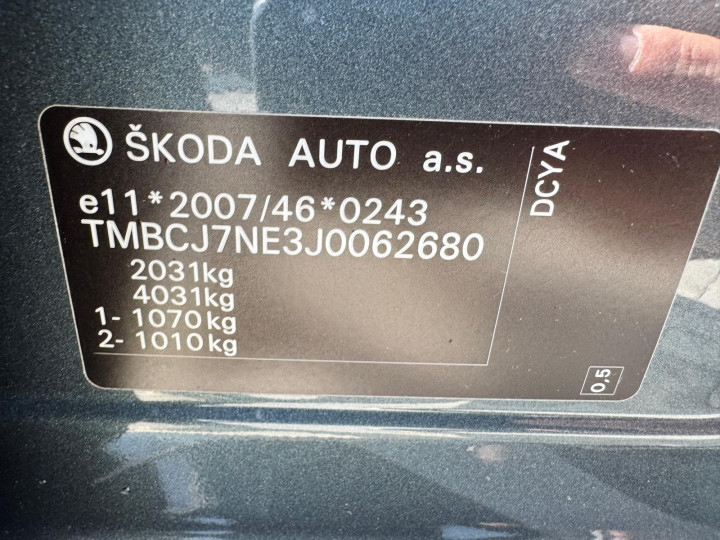 ŠKODA AUTO a.s.
e11*2007/46*0243
TMBCJ7NE3J0062680
2031kg
4031kg
1- 1070kg
2- 1010kg
DCYA
0,5